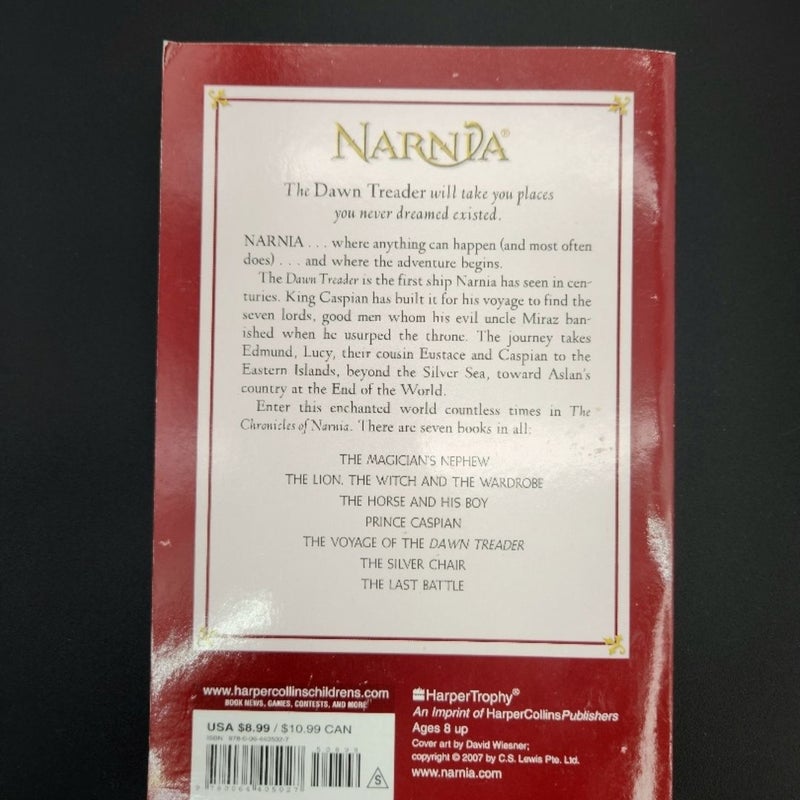 NARNIA®
The Dawn Treader will take you places
you never dreamed existed.
NARNIA . . . where anything can happen (and most often
does) . . . and where the adventure begins.
The Dawn Treader is the first ship Narnia has seen in cen-
turies. King Caspian has built it for his voyage to find the
seven lords, good men whom his evil uncle Miraz ban-
ished when he usurped the throne. The journey takes
Edmund, Lucy, their cousin Eustace and Caspian to the
Eastern Islands, beyond the Silver Sea, toward Aslan's
country at the End of the World.
Enter this enchanted world countless times in The
Chronicles of Narnia. There are seven books in all:
THE MAGICIAN'S NEPHEW
THE LION, THE WITCH AND THE WARDROBE
THE HORSE AND HIS BOY
PRINCE CASPIAN
THE VOYAGE OF THE DAWN TREADER
THE SILVER CHAIR
THE LAST BATTLE
www.harpercollinschildrens.com
BOOK NEWS, GAMES, CONTESTS, AND MORE
USA $8.99 / $10.99 CAN
ISBN
50899
S
HarperTrophy®
An Imprint of HarperCollinsPublishers
Ages 8 up
Cover art by David Wiesner;
copyright © 2007 by C.S. Lewis Pte. Ltd.
www.narnia.com